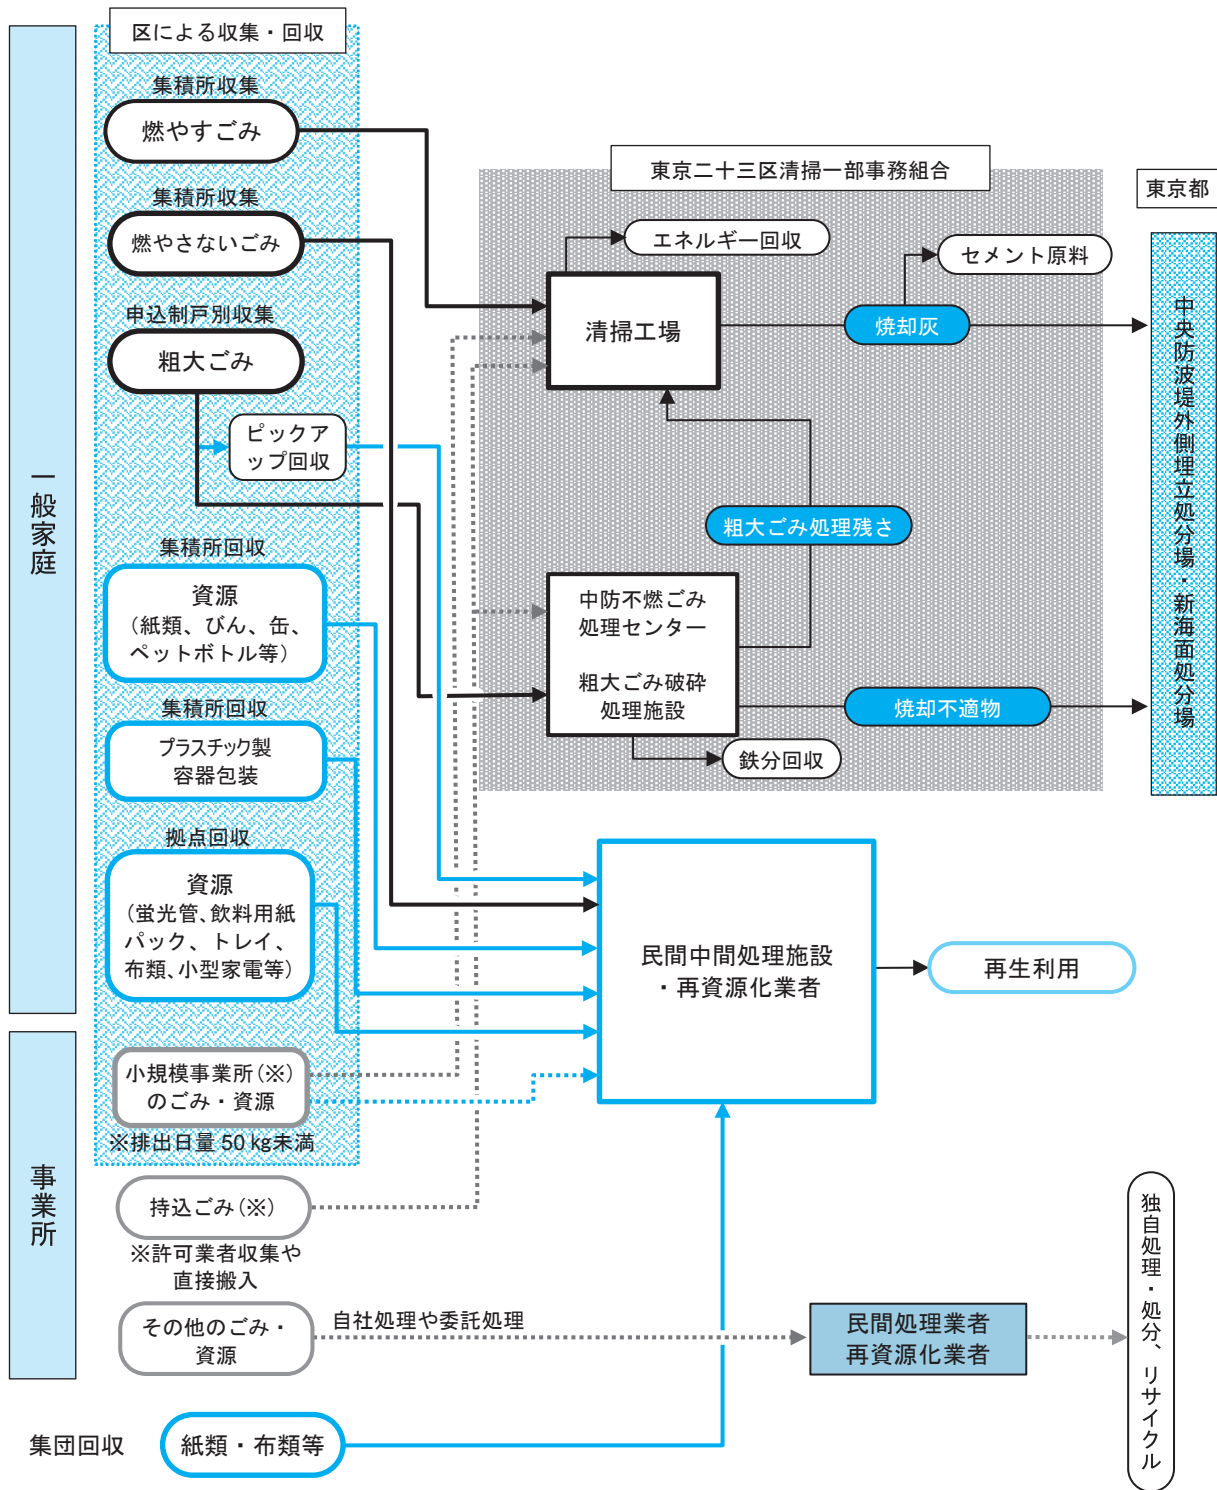 区による収集・回収
一般家庭
集積所収集
燃やすごみ
集積所収集
燃やさないごみ
申込制戸別収集
粗大ごみ
ピックア
ップ回収
集積所回収
資源
（紙類、びん、缶、
ペットボトル等）
集積所回収
プラスチック製
容器包装
拠点回収
資源
（蛍光管、飲料用紙
パック、トレイ、
布類、小型家電等）
事業所
小規模事業所（※）
のごみ・資源
※排出日量 50 kg未満
持込ごみ（※）
※許可業者収集や
直接搬入
その他のごみ・
資源
自社処理や委託処理
集団回収
紙類・布類等
東京二十三区清掃一部事務組合
エネルギー回収
清掃工場
焼却灰
セメント原料
粗大ごみ処理残さ
中防不燃ごみ
処理センター
粗大ごみ破砕
処理施設
焼却不適物
鉄分回収
東京都
中央防波堤外側埋立処分場・新海面処分場
民間中間処理施設
・再資源化業者
再生利用
民間処理業者
再資源化業者
独自処理・処分、リサイクル